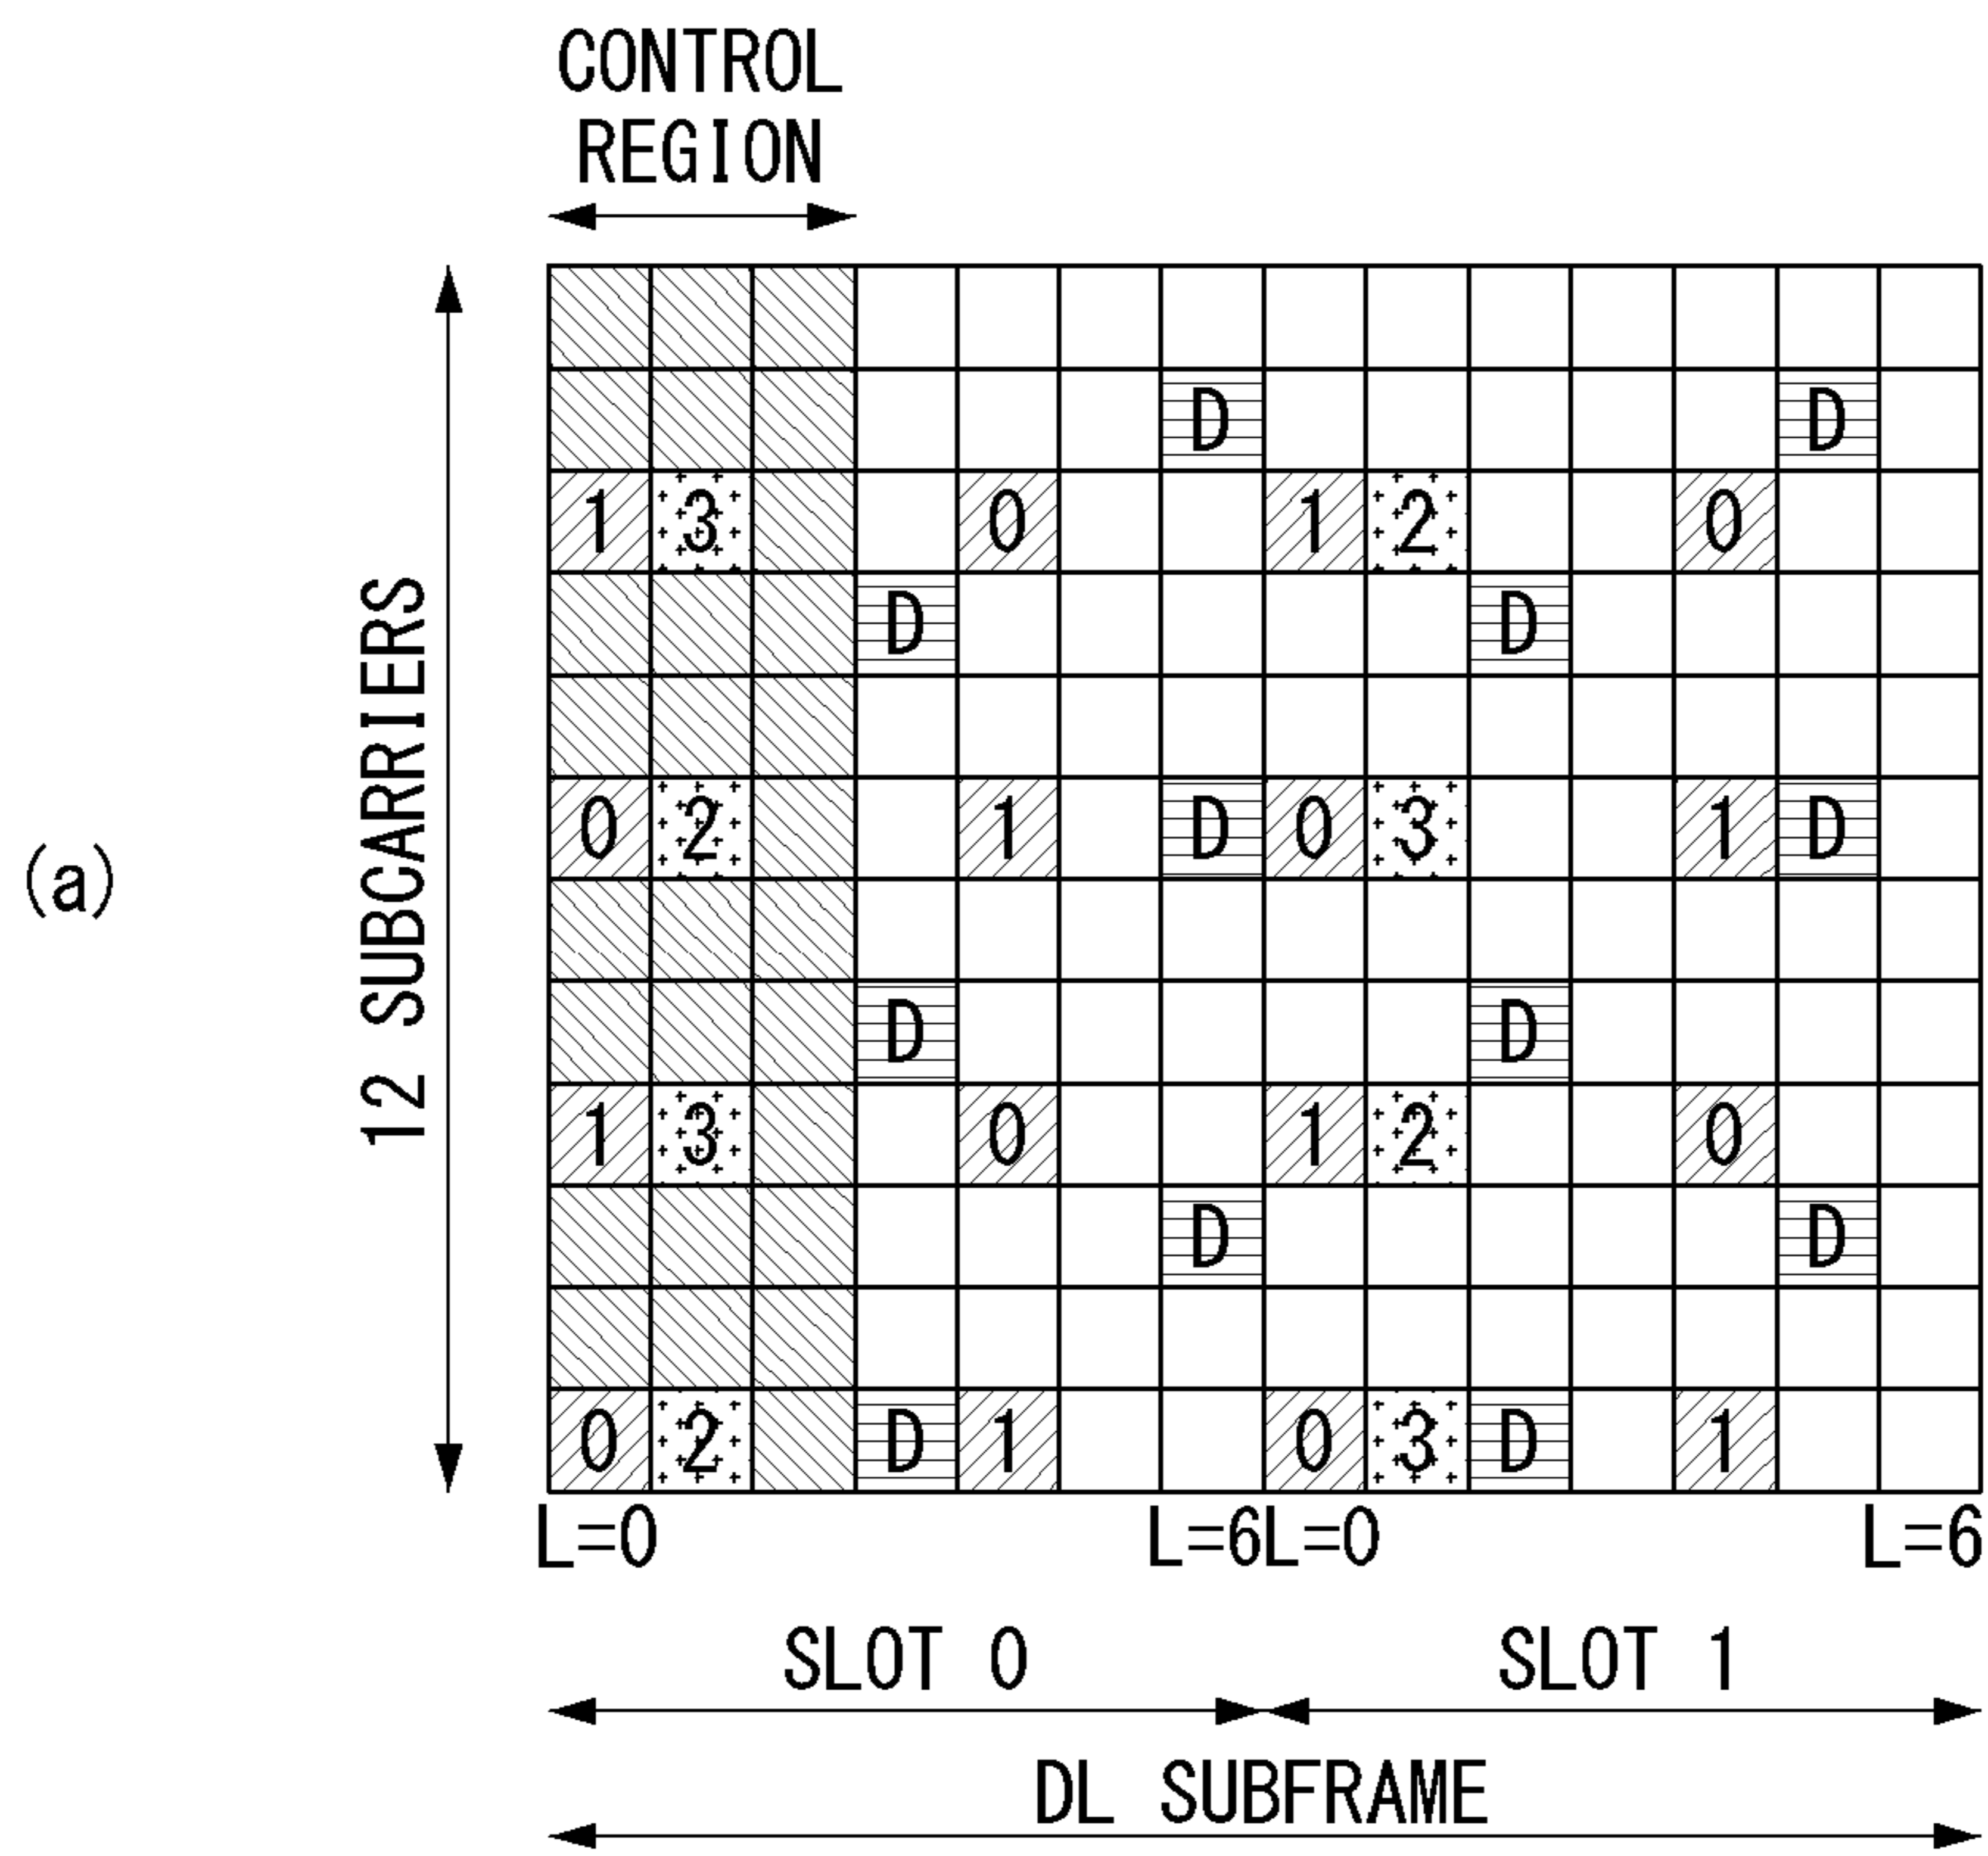 CONTROL
REGION
D D
1 3 0 1 2 0
D D
(a)
12 SUBCARRIERS
0 2 1 D 0 3 1 D
D D
1 3 0 1 2 0
D D
0 2 D 1 0 3 D 1
L=0 L=6 L=0 L=6
SLOT 0 SLOT 1
DL SUBFRAME